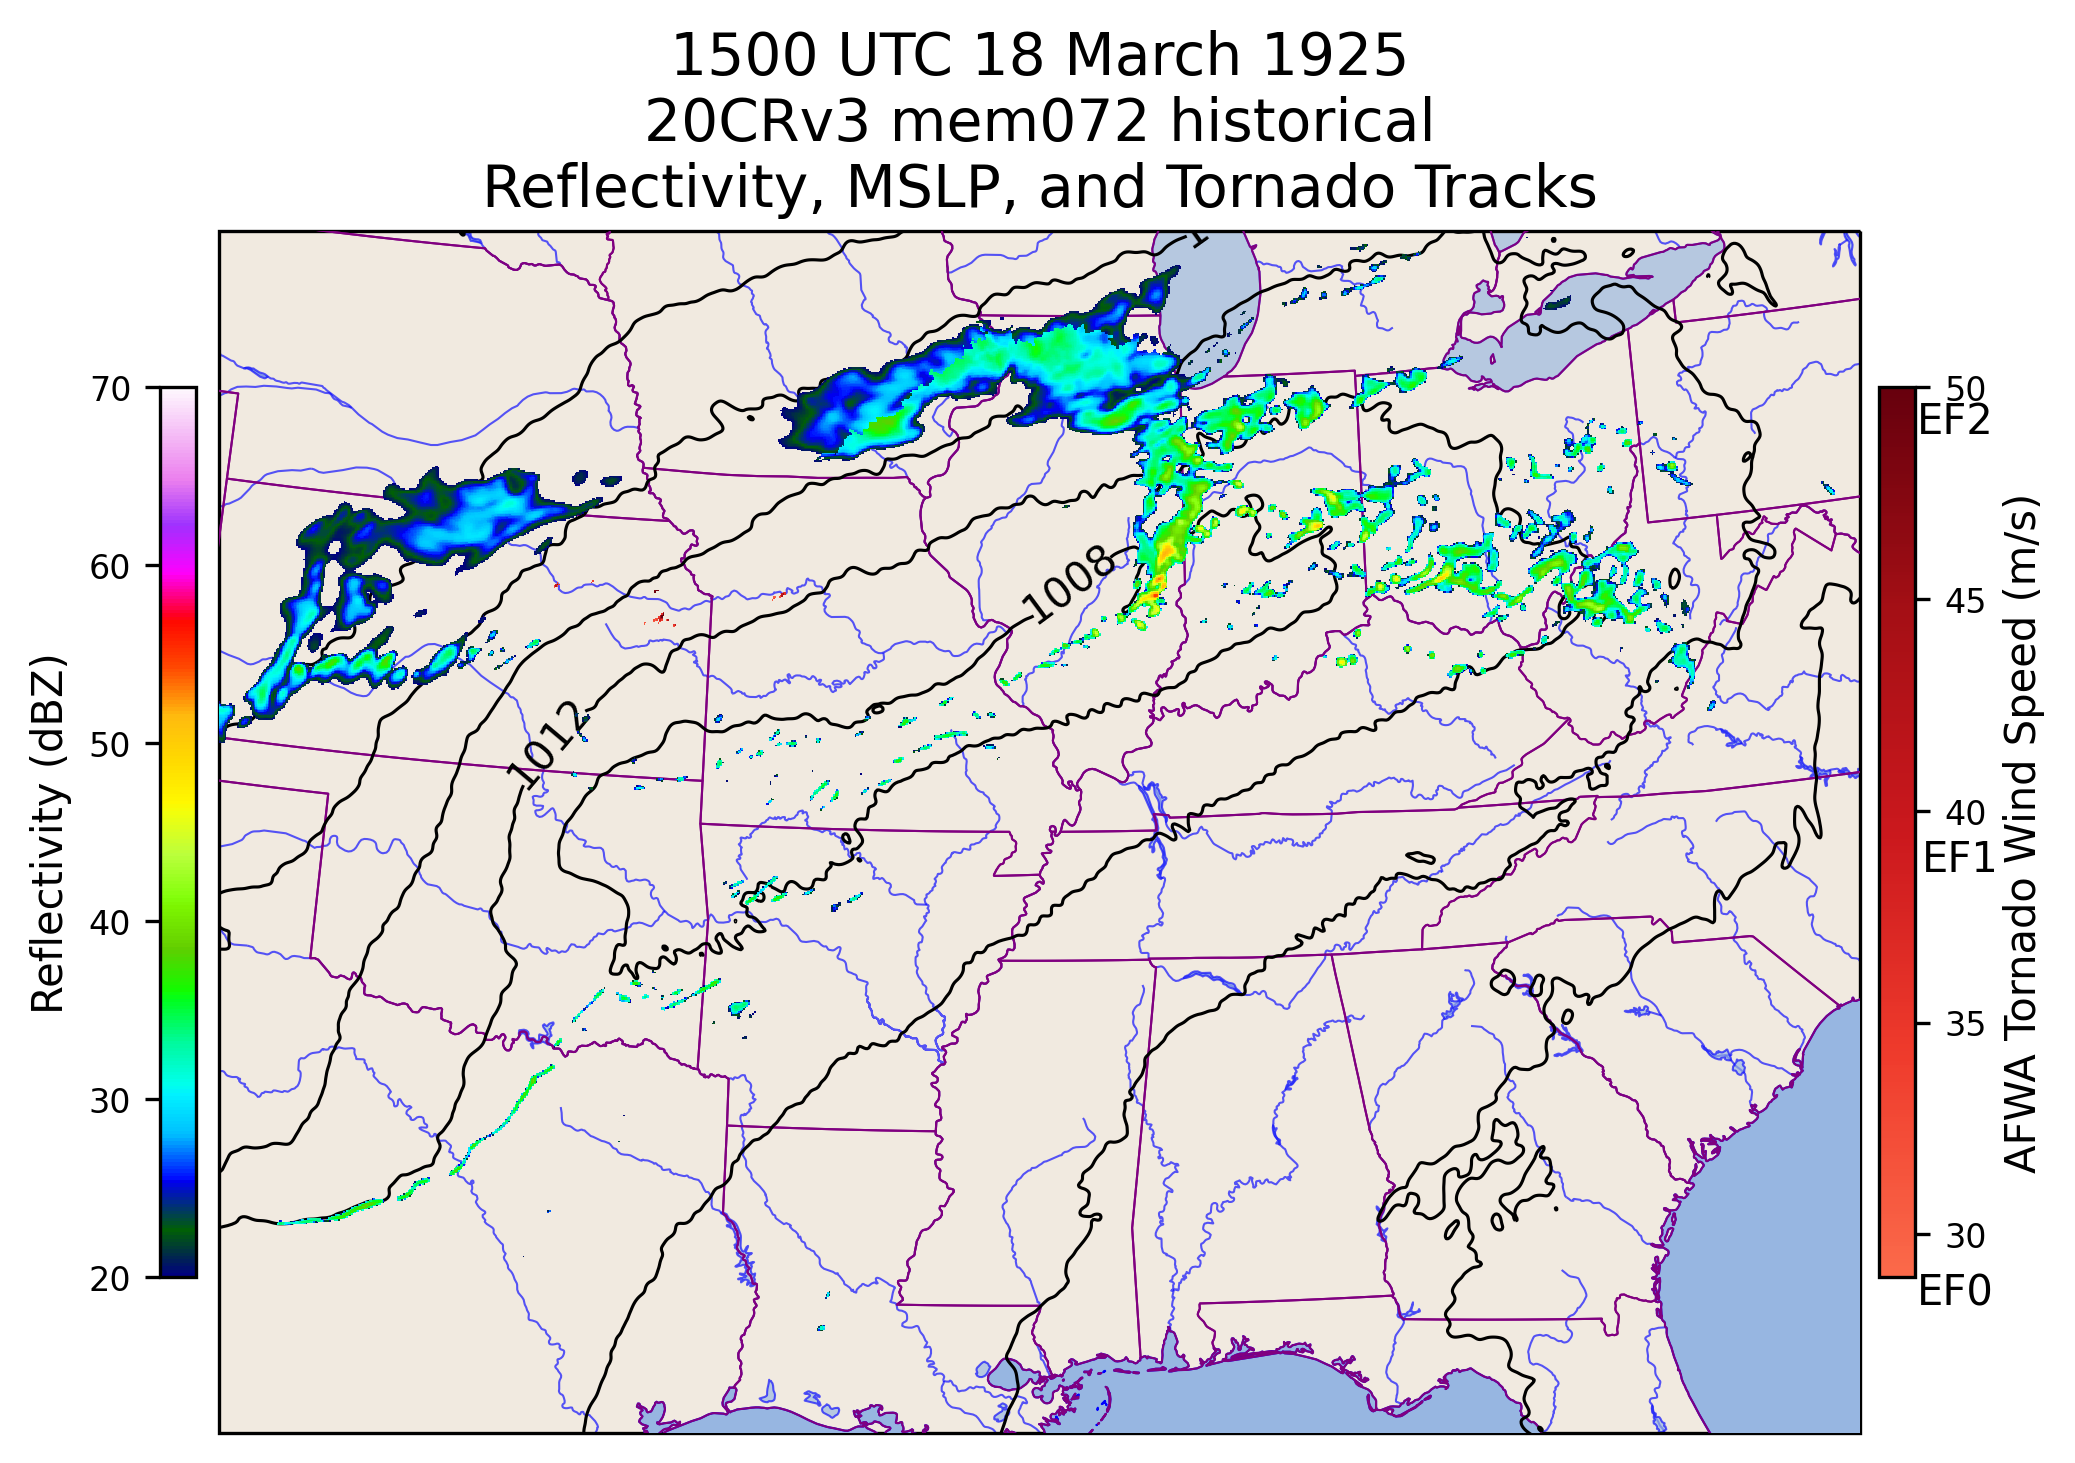 1500 UTC 18 March 1925
20CRv3 mem072 historical
Reflectivity, MSLP, and Tornado Tracks
Reflectivity (dBZ)
70
60
50
40
30
20
1008
1012
1
50
EF2
45
40
EF1
35
30
EF0
AFWA Tornado Wind Speed (m/s)